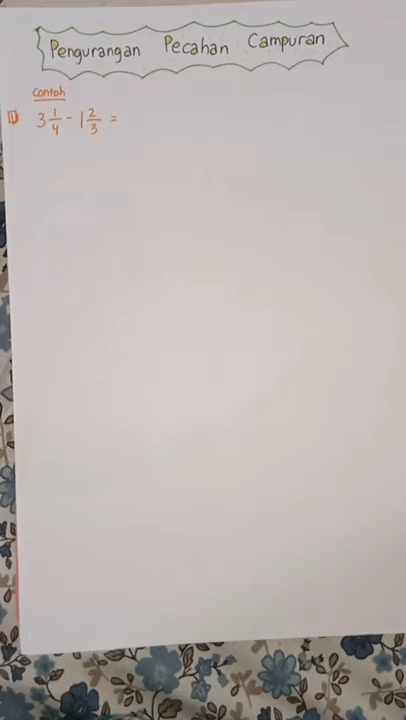 Pengurangan Pecahan Campuran
Contoh
1 3 1/4 - 1 2/3 =